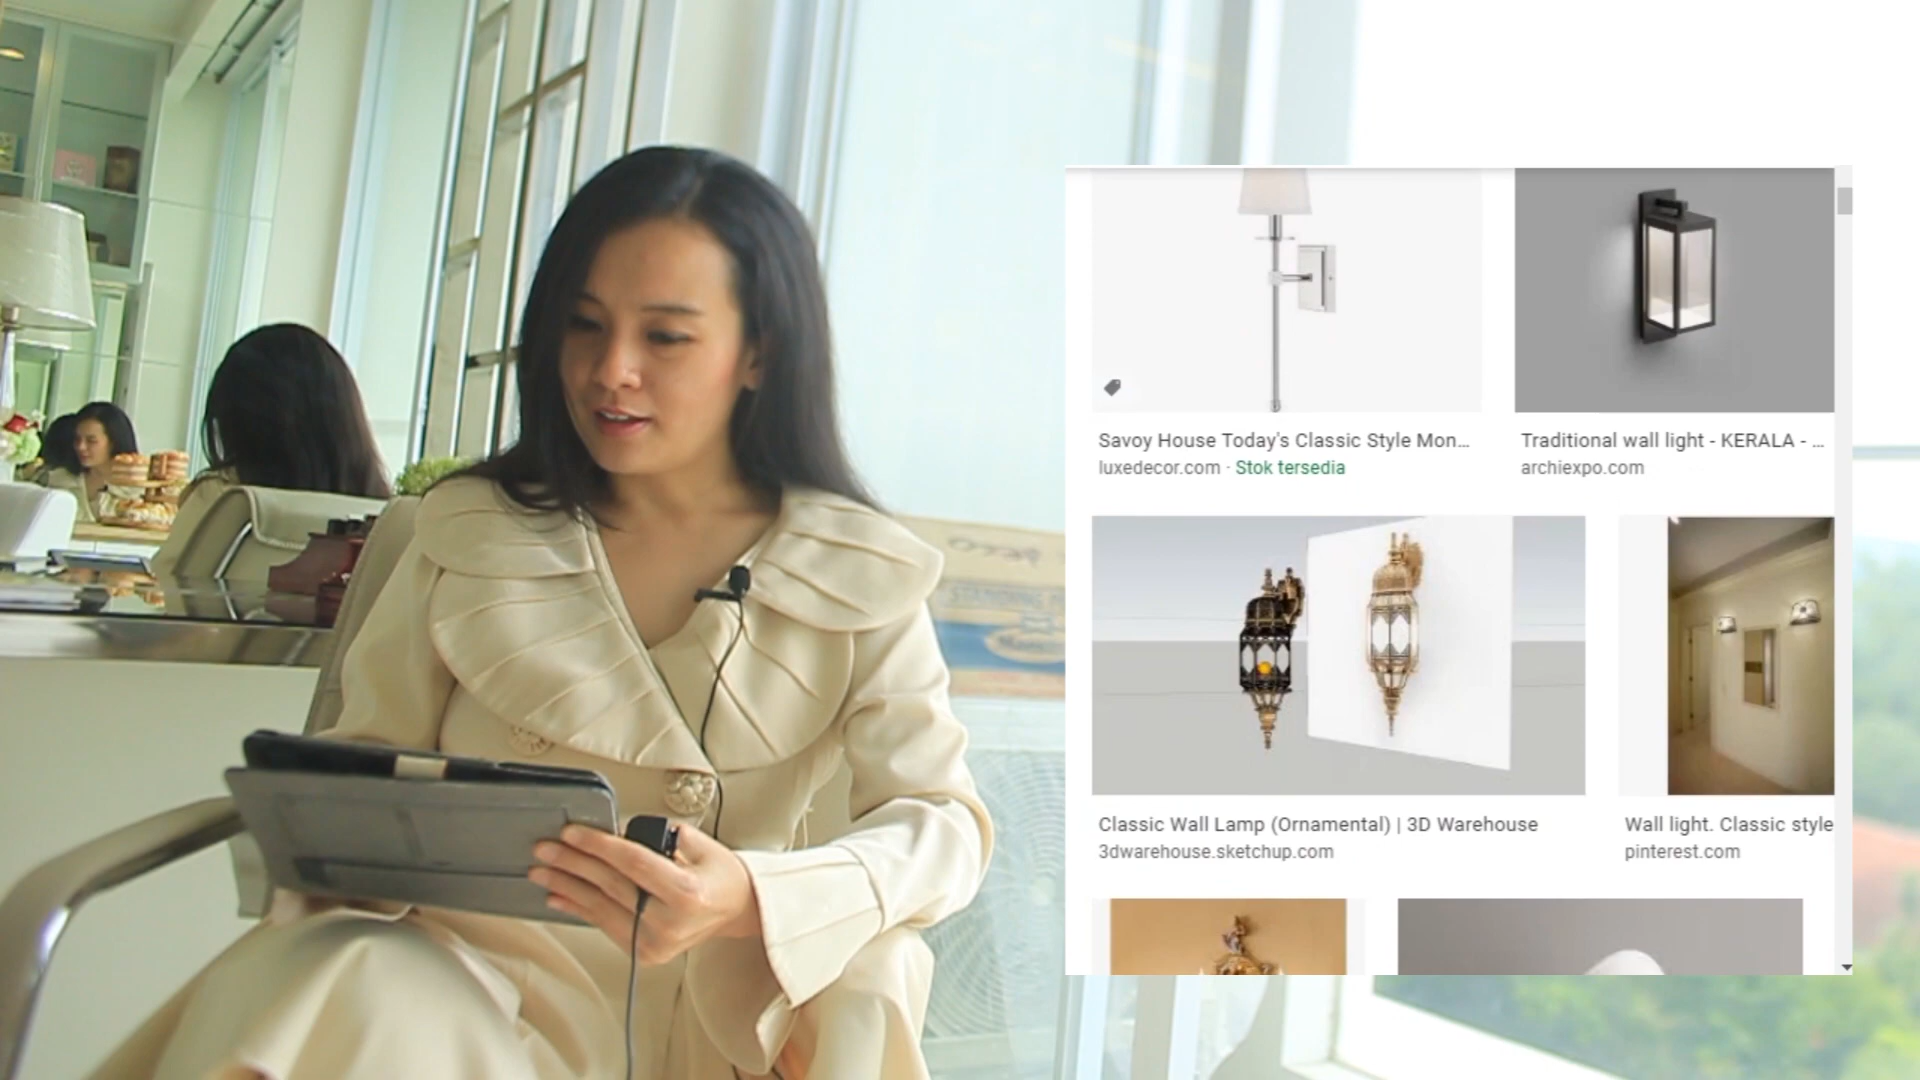 Savoy House Today's Classic Style Mon...
luxedecor.com · Stok tersedia
Traditional wall light - KERALA - ...
archiexpo.com
Classic Wall Lamp (Ornamental) | 3D Warehouse
3dwarehouse.sketchup.com
Wall light. Classic style
pinterest.com